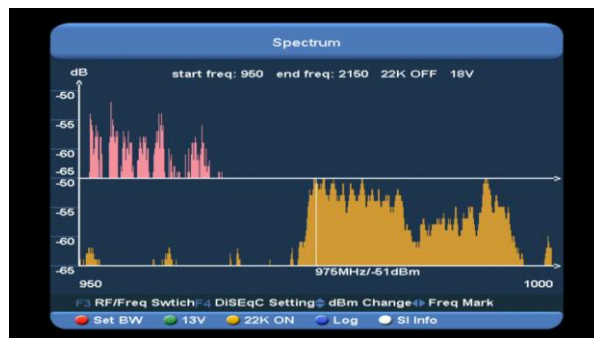 Spectrum
dB start freq: 950 end freq: 2150 22K OFF 18V
-50
-55
-60
-65
-50
-55
-60
-65
975MHz/-51dBm
950 1000
F3 RF/Freq Swtich F4 DiSEqC Setting dBm Change Freq Mark
Set BW 13V 22K ON Log SI Info